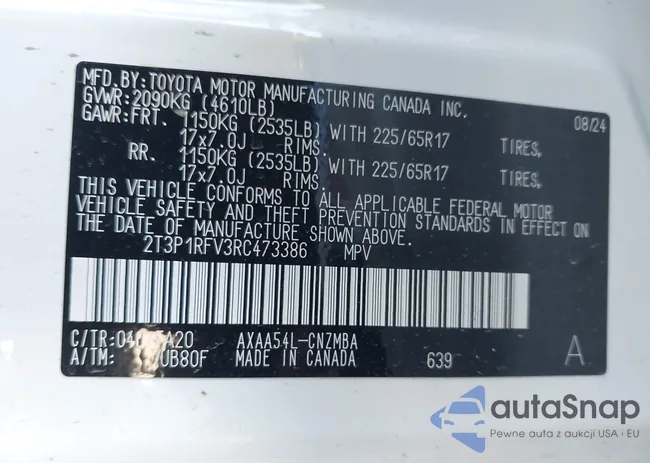 MFD.BY:TOYOTA MOTOR MANUFACTURING CANADA INC.
GVWR:2090KG (4610LB) 08/24
GAWR:FRT. 1150KG (2535LB) WITH 225/65R17 TIRES,
17x7.0J RIMS,
RR. 1150KG (2535LB) WITH 225/65R17 TIRES,
17x7.0J RIMS.
THIS VEHICLE CONFORMS TO ALL APPLICABLE FEDERAL MOTOR
VEHICLE SAFETY AND THEFT PREVENTION STANDARDS IN EFFECT ON
THE DATE OF MANUFACTURE SHOWN ABOVE.
2T3P1RFV3RC473386 MPV
C/TR: AXAA54L-CNZMBA
A/TM: MADE IN CANADA 639 A
autaSnap
Pewne auta z aukcji USA i EU